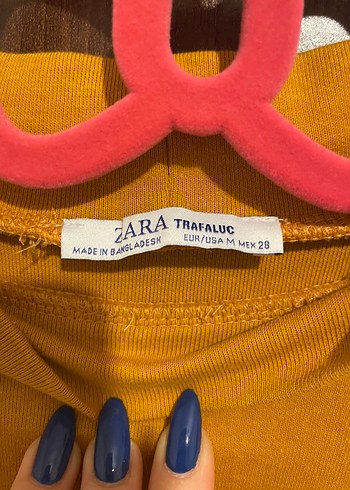 ZARA TRAFALUC
MADE IN BANGLADESH EUR/USA M MEX 28